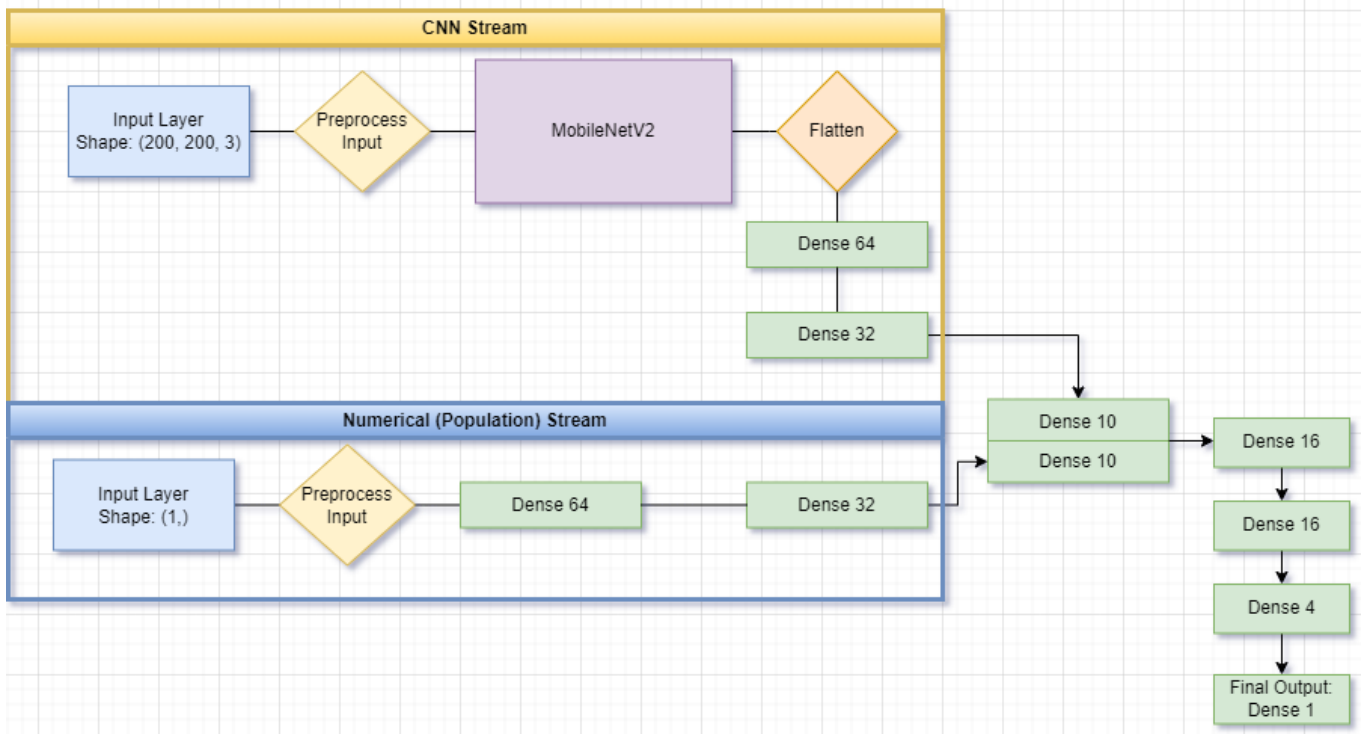 CNN Stream
Input Layer
Shape: (200, 200, 3)
Preprocess
Input
MobileNetV2
Flatten
Dense 64
Dense 32
Numerical (Population) Stream
Input Layer
Shape: (1,)
Preprocess
Input
Dense 64
Dense 32
Dense 10
Dense 10
Dense 16
Dense 16
Dense 4
Final Output:
Dense 1